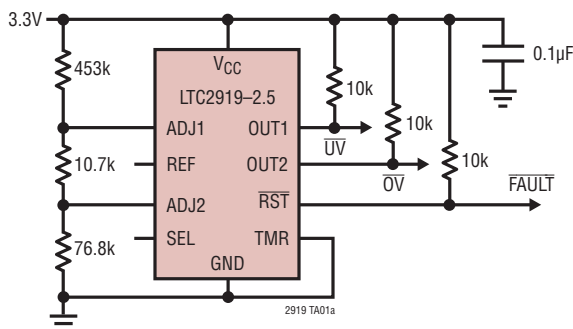 3.3V
453k
10.7k
76.8k
VCC
LTC2919–2.5
ADJ1
REF
ADJ2
SEL
OUT1
OUT2
RST
TMR
GND
10k
10k
10k
0.1µF
UV
OV
FAULT
2919 TA01a